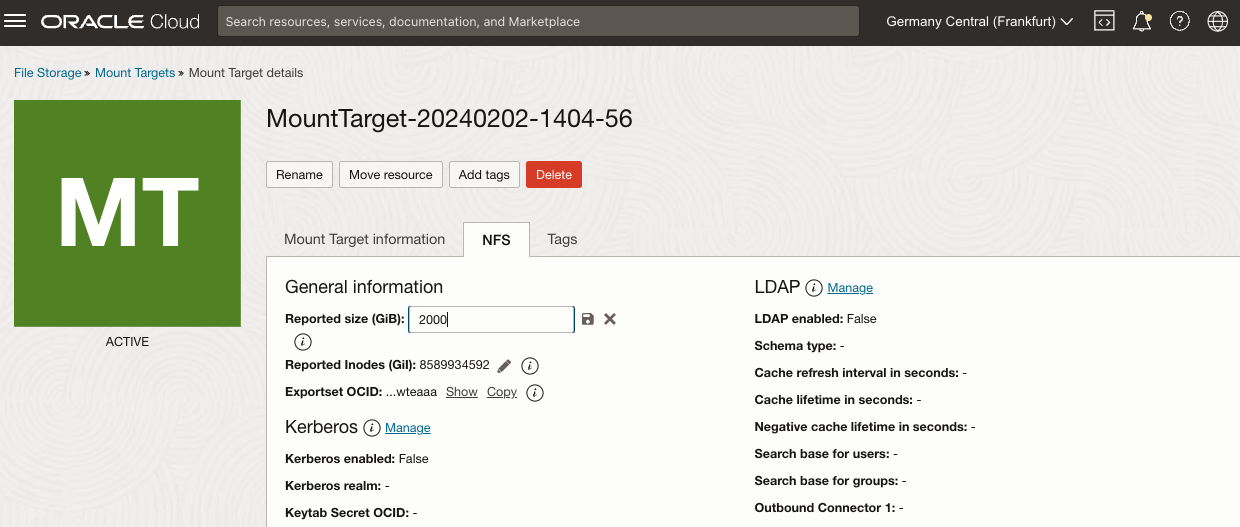 ORACLE Cloud
Search resources, services, documentation, and Marketplace
Germany Central (Frankfurt)
File Storage » Mount Targets » Mount Target details
MT
ACTIVE
MountTarget-20240202-1404-56
Rename Move resource Add tags Delete
Mount Target information NFS Tags
General information
Reported size (GiB): 2000
Reported Inodes (GiI): 8589934592
Exportset OCID: ...wteaaa Show Copy
Kerberos Manage
Kerberos enabled: False
Kerberos realm: -
Keytab Secret OCID: -
LDAP Manage
LDAP enabled: False
Schema type: -
Cache refresh interval in seconds: -
Cache lifetime in seconds: -
Negative cache lifetime in seconds: -
Search base for users: -
Search base for groups: -
Outbound Connector 1: -